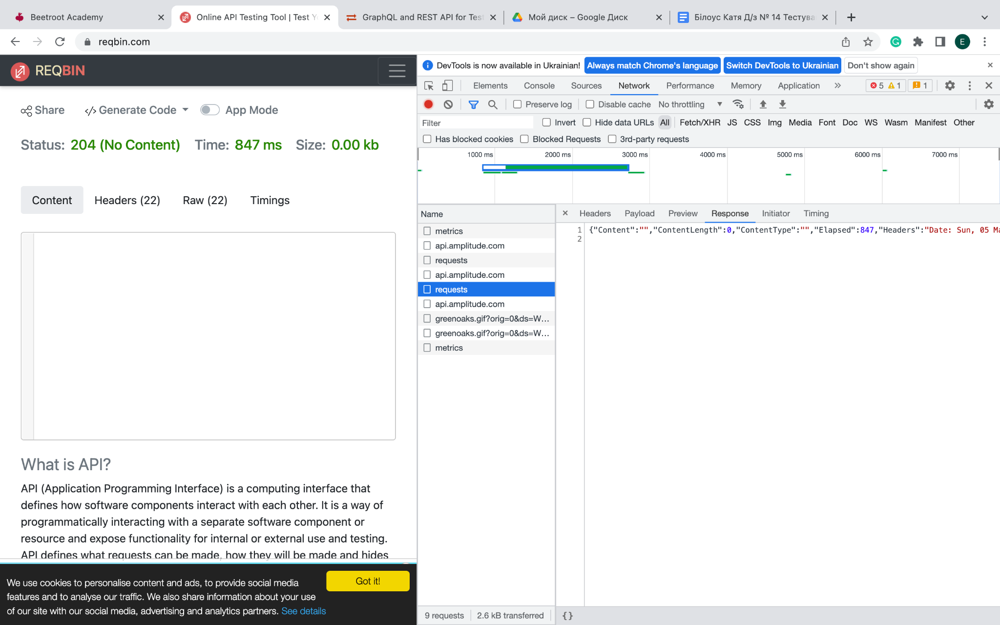 Beetroot Academy
Online API Testing Tool | Test Y
GraphQL and REST API for Test
Мой диск – Google Диск
Білоус Катя Д/з № 14 Тестува
reqbin.com
E
REQBIN
Share
</> Generate Code
App Mode
Status: 204 (No Content) Time: 847 ms Size: 0.00 kb
Content
Headers (22)
Raw (22)
Timings
What is API?
API (Application Programming Interface) is a computing interface that
defines how software components interact with each other. It is a way of
programmatically interacting with a separate software component or
resource and expose functionality for internal or external use and testing.
API defines what requests can be made, how they will be made and hides
We use cookies to personalise content and ads, to provide social media
features and to analyse our traffic. We also share information about your use
of our site with our social media, advertising and analytics partners. See details
Got it!
DevTools is now available in Ukrainian!
Always match Chrome's language
Switch DevTools to Ukrainian
Don't show again
Elements
Console
Sources
Network
Performance
Memory
Application
5
1
1
Preserve log
Disable cache
No throttling
Filter
Invert
Hide data URLs
All
Fetch/XHR
JS
CSS
Img
Media
Font
Doc
WS
Wasm
Manifest
Other
Has blocked cookies
Blocked Requests
3rd-party requests
1000 ms
2000 ms
3000 ms
4000 ms
5000 ms
6000 ms
7000 ms
Name
metrics
api.amplitude.com
requests
api.amplitude.com
requests
api.amplitude.com
greenoaks.gif?orig=0&ds=W...
greenoaks.gif?orig=0&ds=W...
metrics
9 requests
2.6 kB transferred
Headers
Payload
Preview
Response
Initiator
Timing
1 {"Content":"","ContentLength":0,"ContentType":"","Elapsed":847,"Headers":"Date: Sun, 05 Ma
2
{}